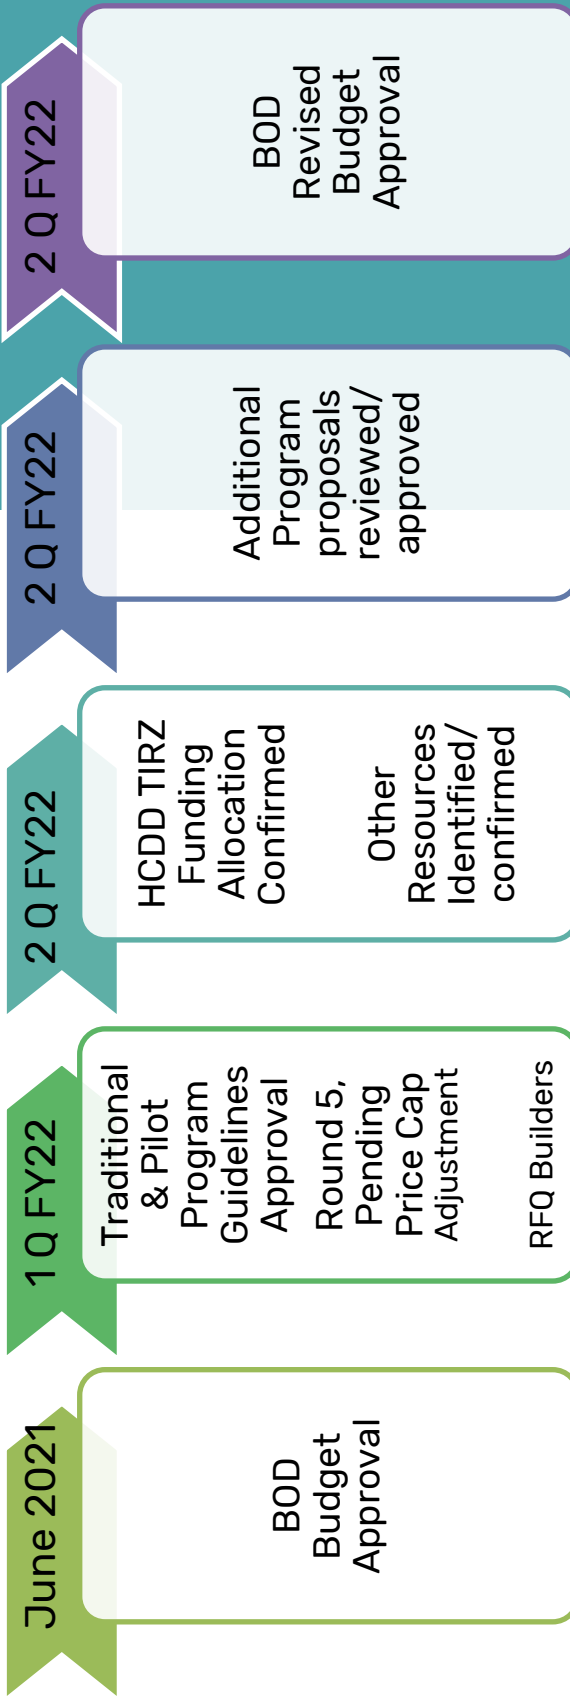 June 2021
BOD
Budget
Approval
1Q FY22
Traditional
& Pilot
Program
Guidelines
Approval
Round 5,
Pending
Price Cap
Adjustment
RFQ Builders
2 Q FY22
HCDD TIRZ
Funding
Allocation
Confirmed
Other
Resources
Identified/
confirmed
2 Q FY22
Additional
Program
proposals
reviewed/
approved
2 Q FY22
BOD
Revised
Budget
Approval